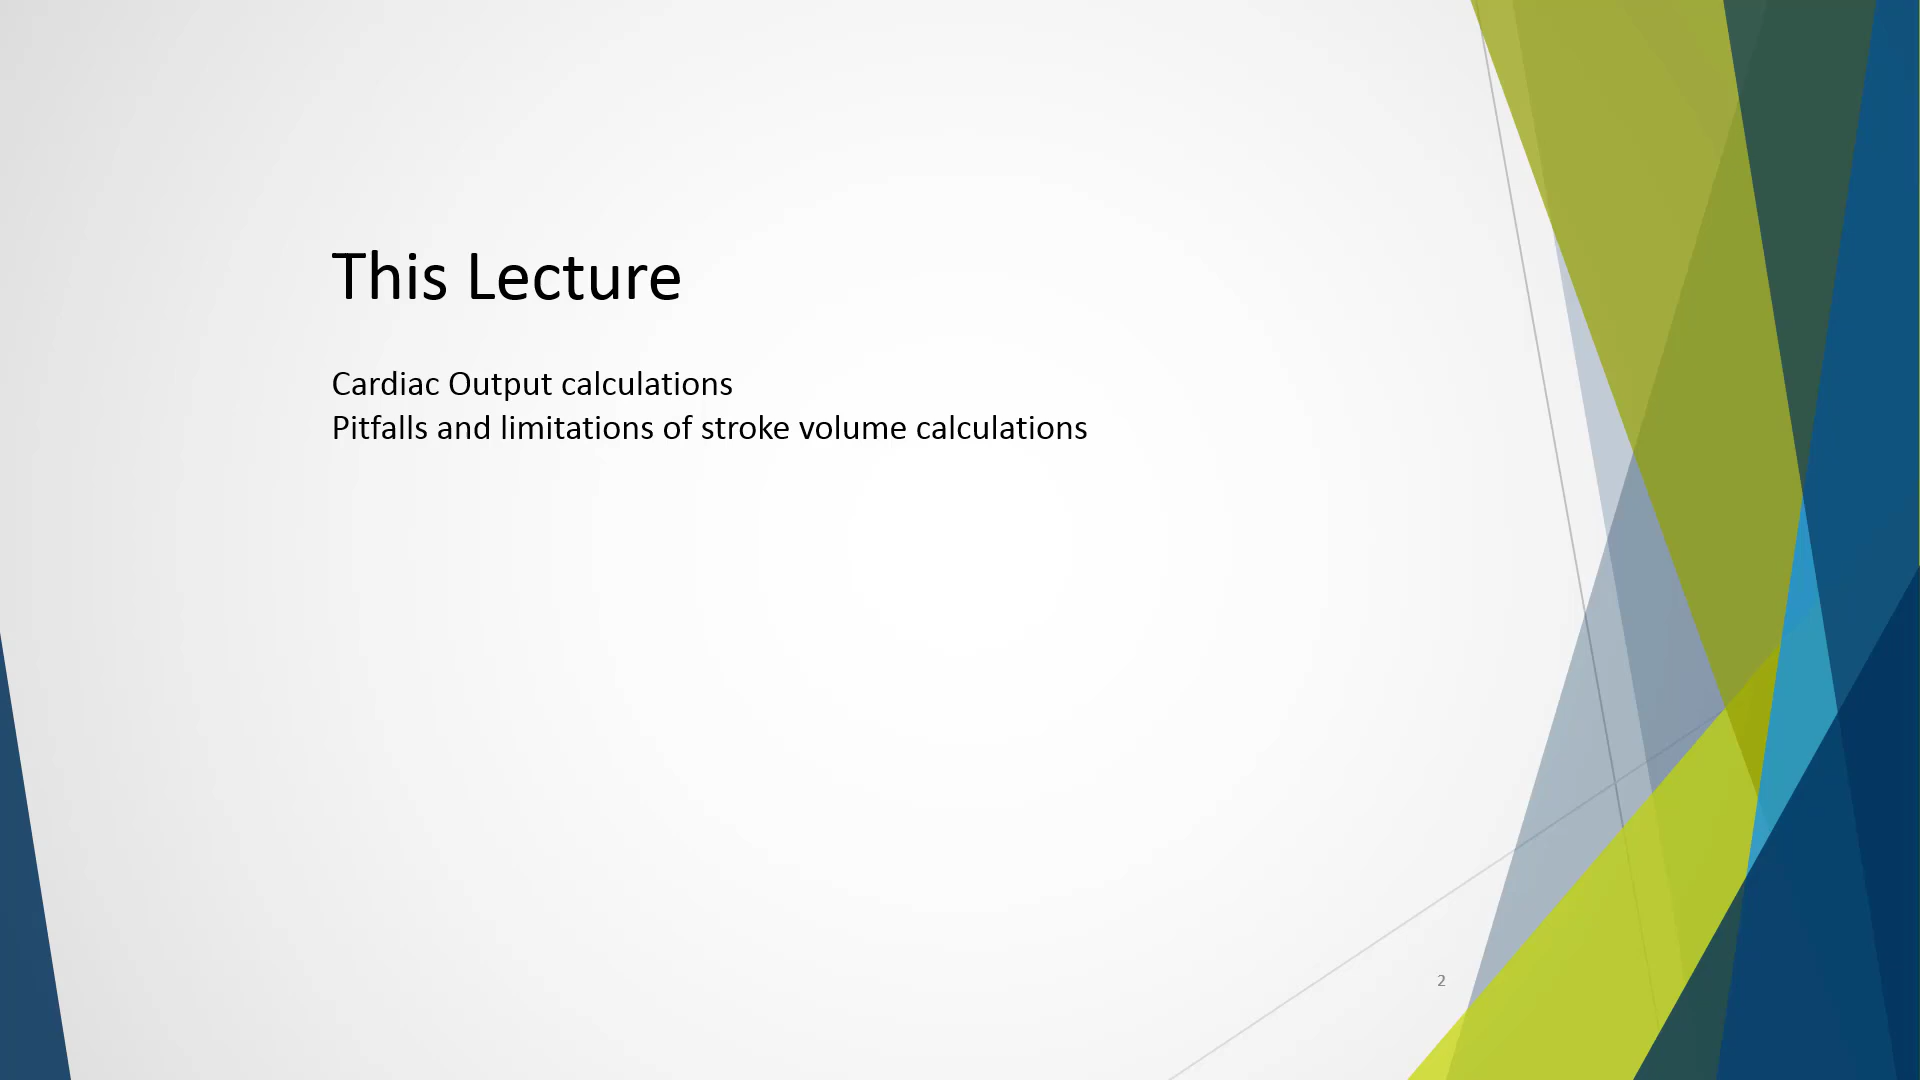 This Lecture
Cardiac Output calculations
Pitfalls and limitations of stroke volume calculations
2